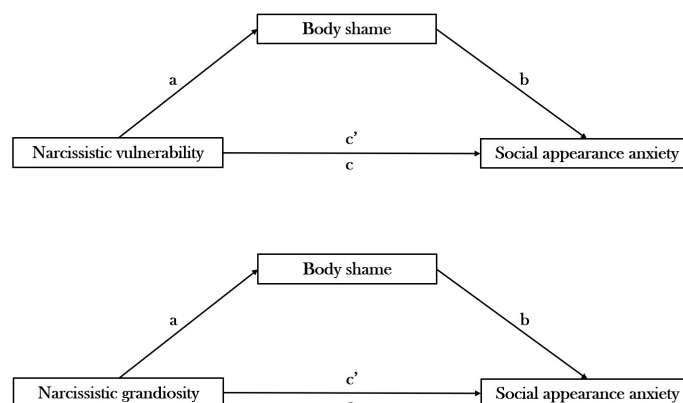 Body shame
a
b
Narcissistic vulnerability
c’
Social appearance anxiety
c
Body shame
a
b
Narcissistic grandiosity
c’
Social appearance anxiety